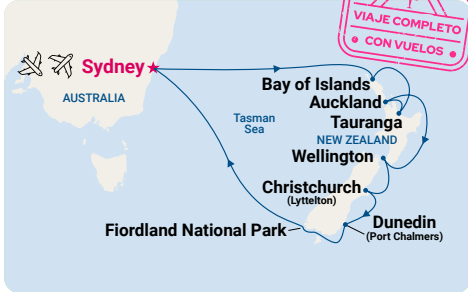 VIAJE COMPLETO
CON VUELOS
Sydney
AUSTRALIA
Tasman
Sea
Bay of Islands
Auckland
Tauranga
NEW ZEALAND
Wellington
Christchurch
(Lyttelton)
Dunedin
(Port Chalmers)
Fiordland National Park